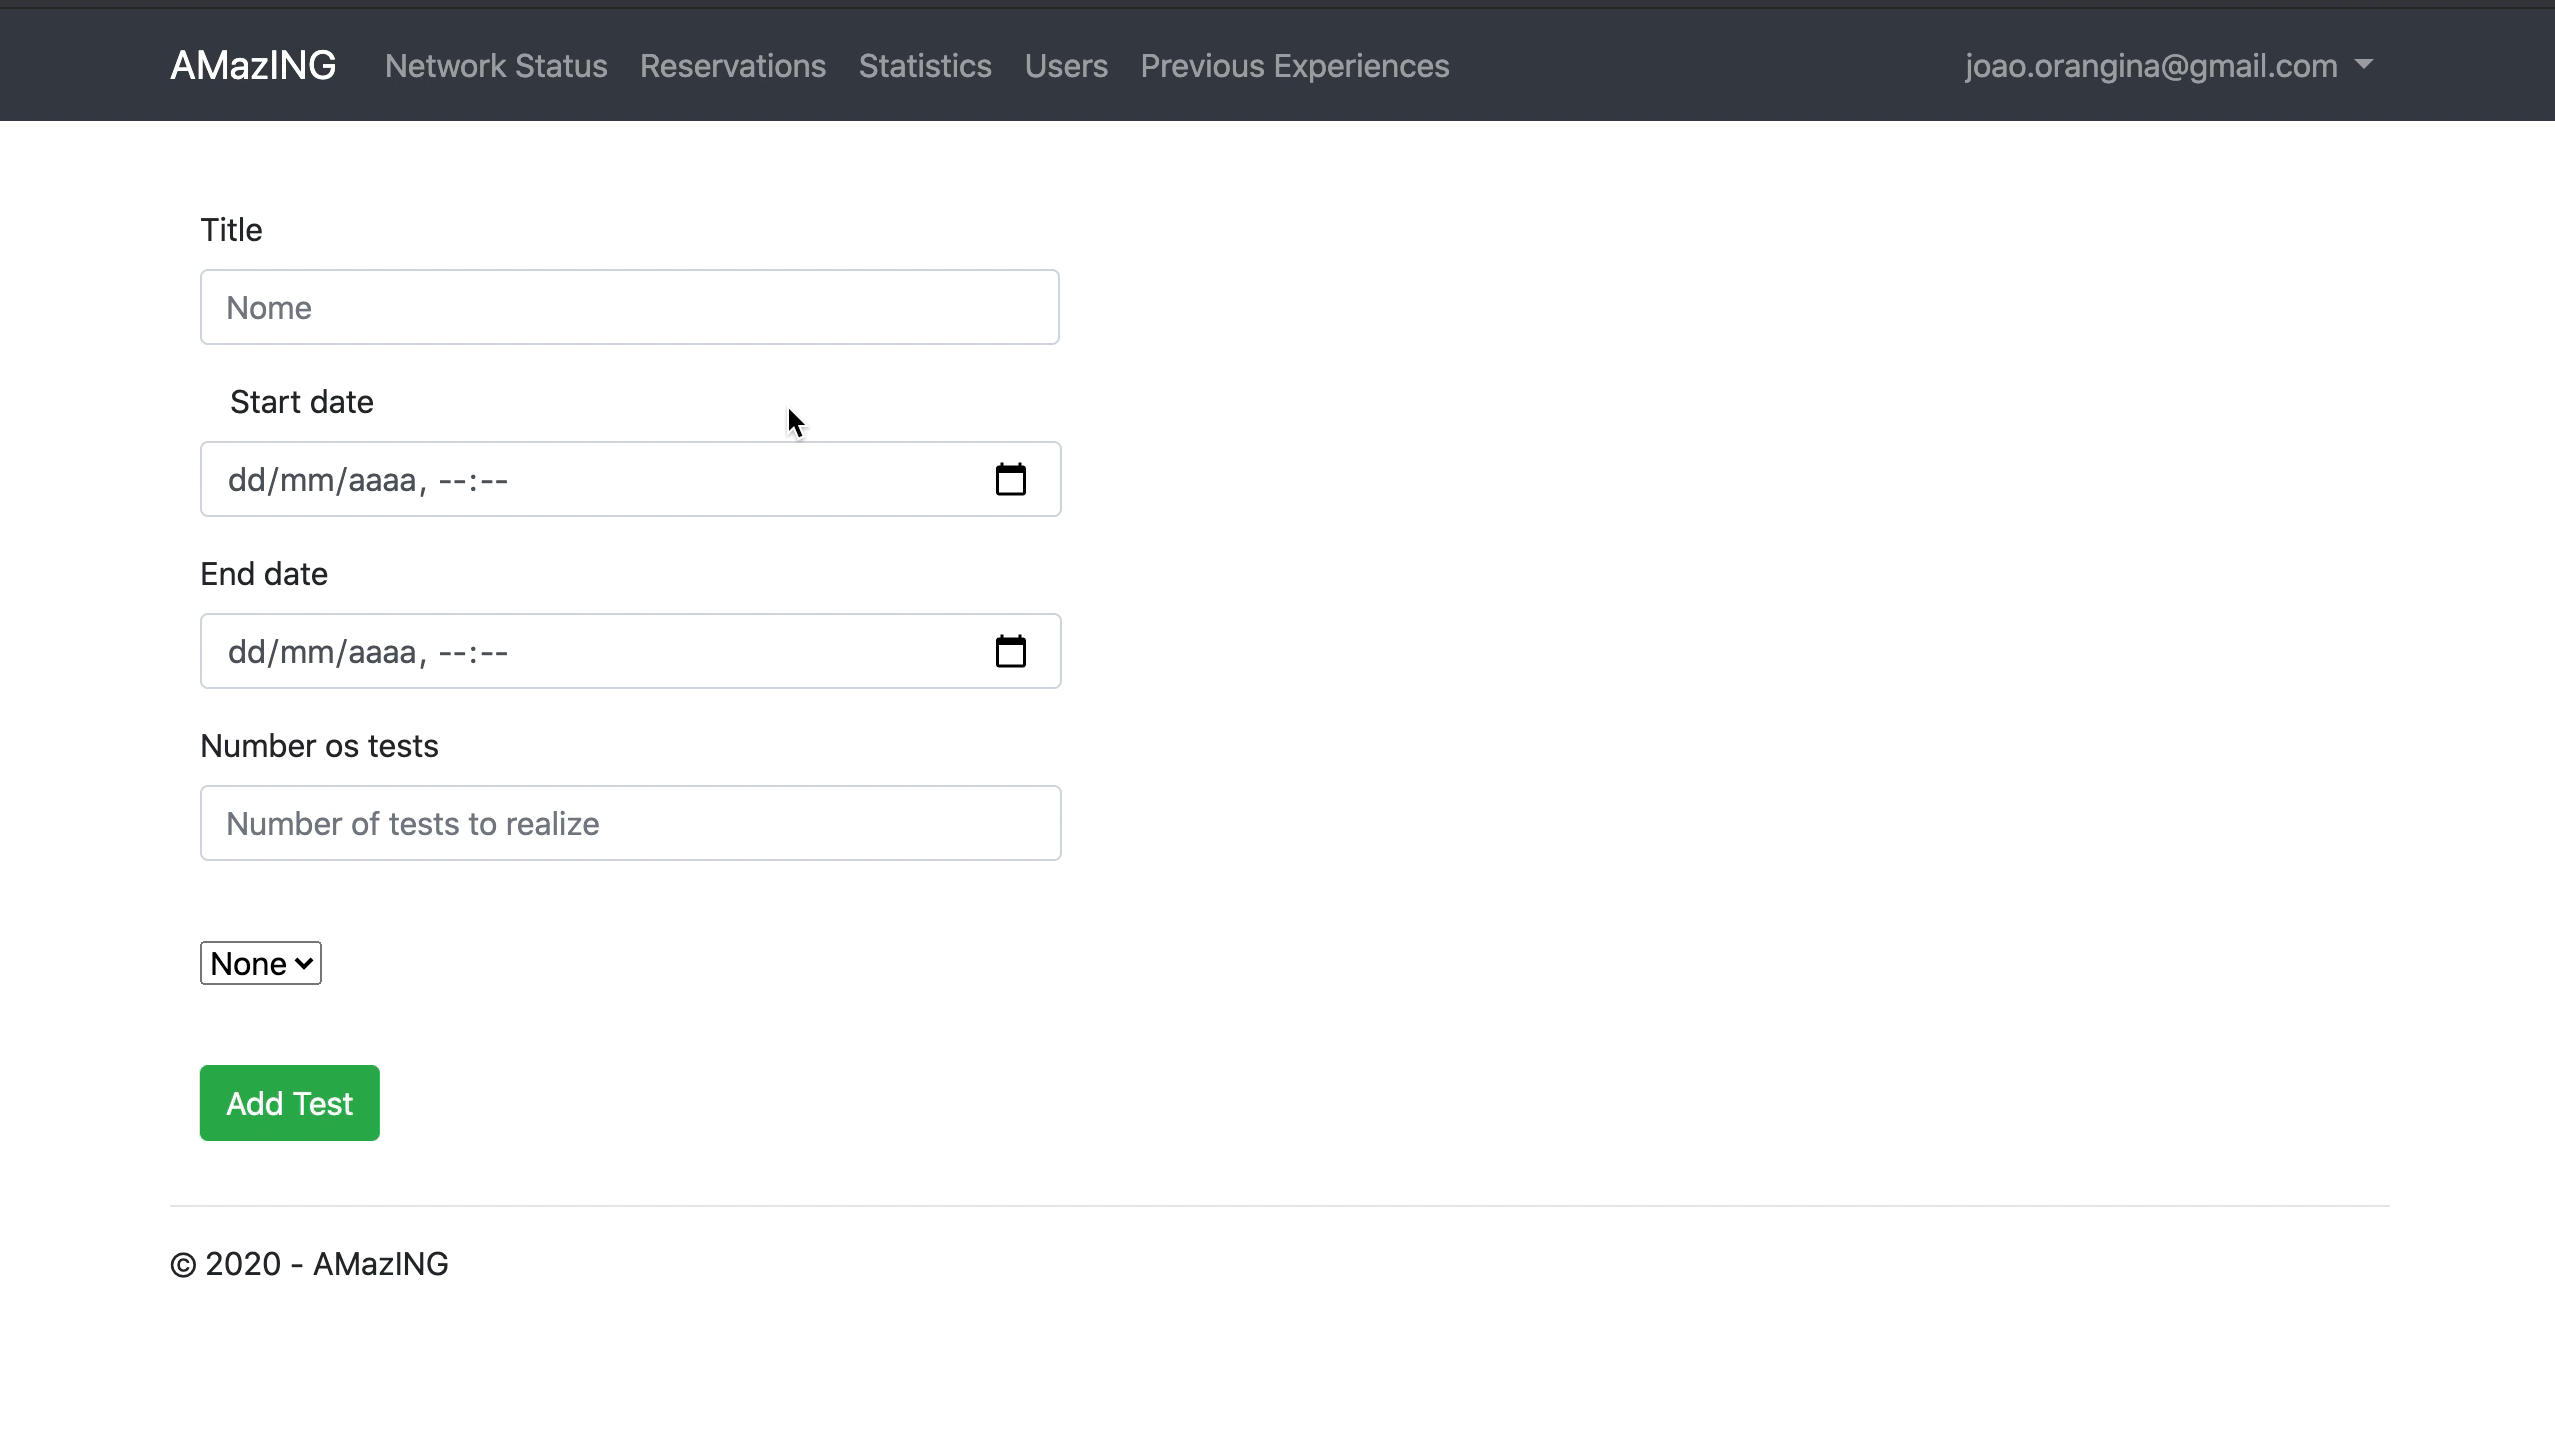 AMazING Network Status Reservations Statistics Users Previous Experiences joao.orangina@gmail.com
Title
Nome
Start date
dd/mm/aaaa, --:--
End date
dd/mm/aaaa, --:--
Number os tests
Number of tests to realize
None
Add Test
© 2020 - AMazING